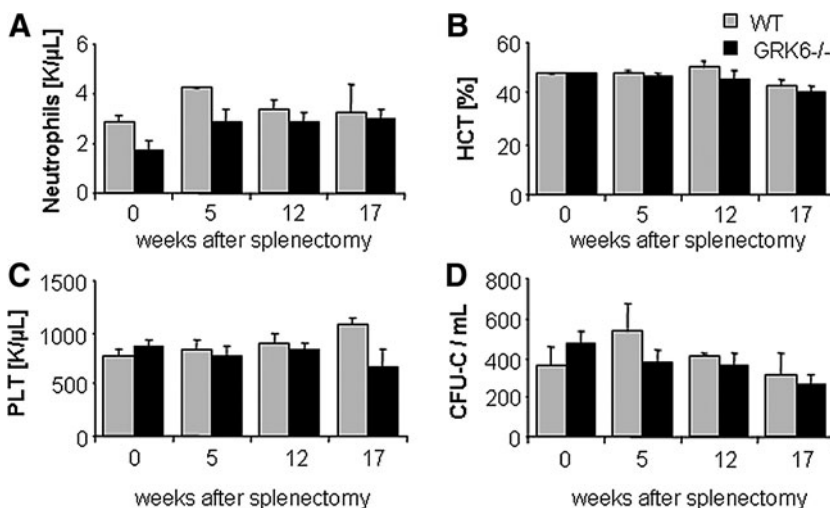 A
Neutrophils [K/µL]
6
4
2
0
0 5 12 17
weeks after splenectomy
B
WT
GRK6-/-
HCT [%]
60
40
20
0
0 5 12 17
weeks after splenectomy
C
PLT [K/µL]
1500
1000
500
0
0 5 12 17
weeks after splenectomy
D
CFU-C / mL
800
600
400
200
0
0 5 12 17
weeks after splenectomy